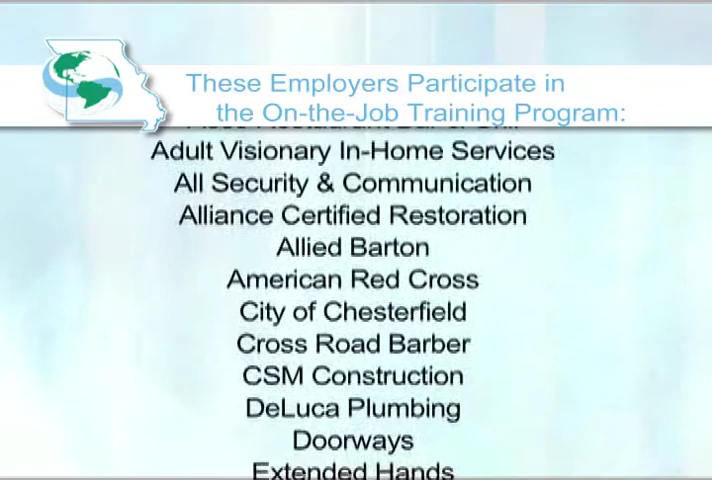 These Employers Participate in
the On-the-Job Training Program:
Adult Visionary In-Home Services
All Security & Communication
Alliance Certified Restoration
Allied Barton
American Red Cross
City of Chesterfield
Cross Road Barber
CSM Construction
DeLuca Plumbing
Doorways
Extended Hands